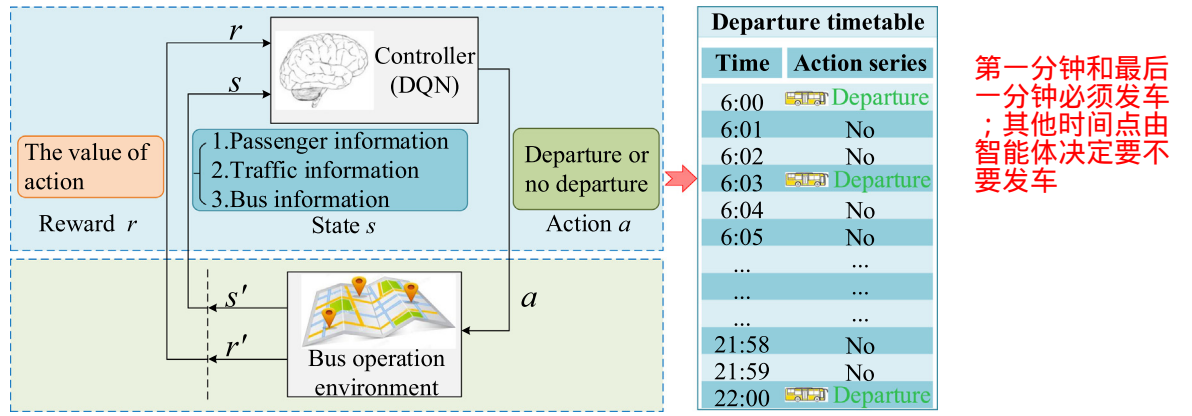 r
s
Controller
(DQN)
The value of
action
Reward r
1.Passenger information
2.Traffic information
3.Bus information
State s
Departure or
no departure
Action a
s'
r'
a
Bus operation
environment
Departure timetable
Time Action series
6:00 Departure
6:01 No
6:02 No
6:03 Departure
6:04 No
6:05 No
... ...
... ...
... ...
21:58 No
21:59 No
22:00 Departure
第一分钟和最后
一分钟必须发车
;其他时间点由
智能体决定要不
要发车